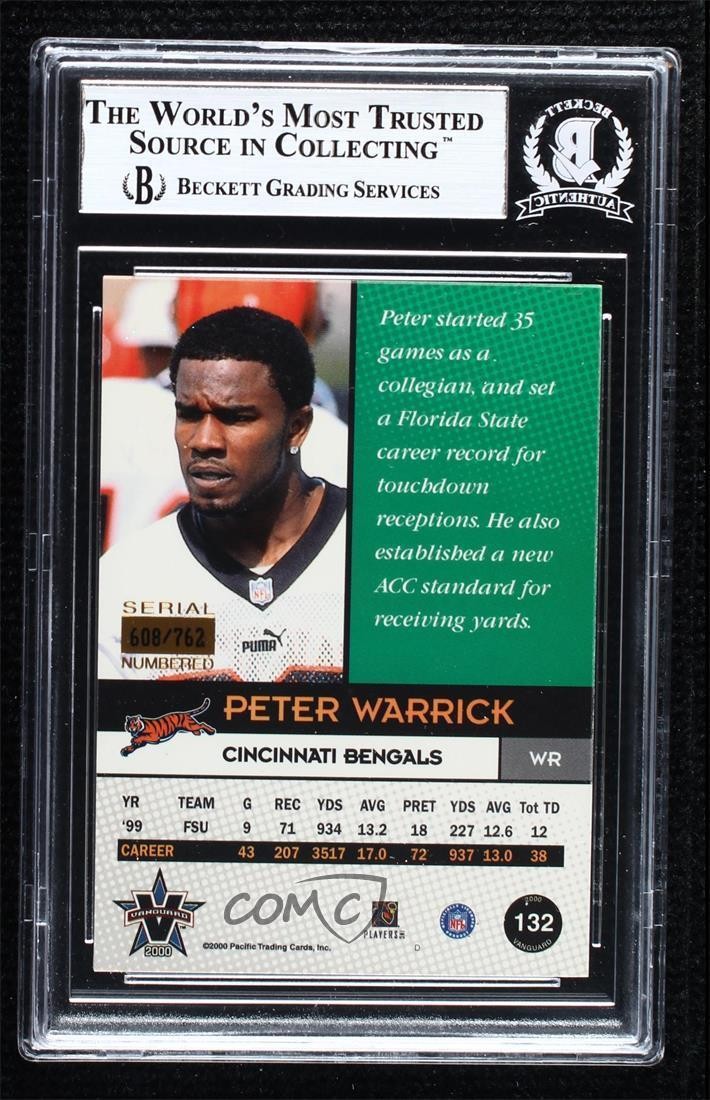 THE WORLD'S MOST TRUSTED
SOURCE IN COLLECTING™
B BECKETT GRADING SERVICES
BECKETT
AUTHENTIC
Peter started 35
games as a
collegian, and set
a Florida State
career record for
touchdown
receptions. He also
established a new
ACC standard for
receiving yards.
NFL
PUMA
SERIAL
608/762
NUMBERED
PETER WARRICK
CINCINNATI BENGALS WR
YR TEAM G REC YDS AVG PRET YDS AVG Tot TD
'99 FSU 9 71 934 13.2 18 227 12.6 12
CAREER 43 207 3517 17.0 72 937 13.0 38
VANGUARD
2000
COMC
©2000 Pacific Trading Cards, Inc.
PLAYERS INC
D
NFL
2000
132
VANGUARD